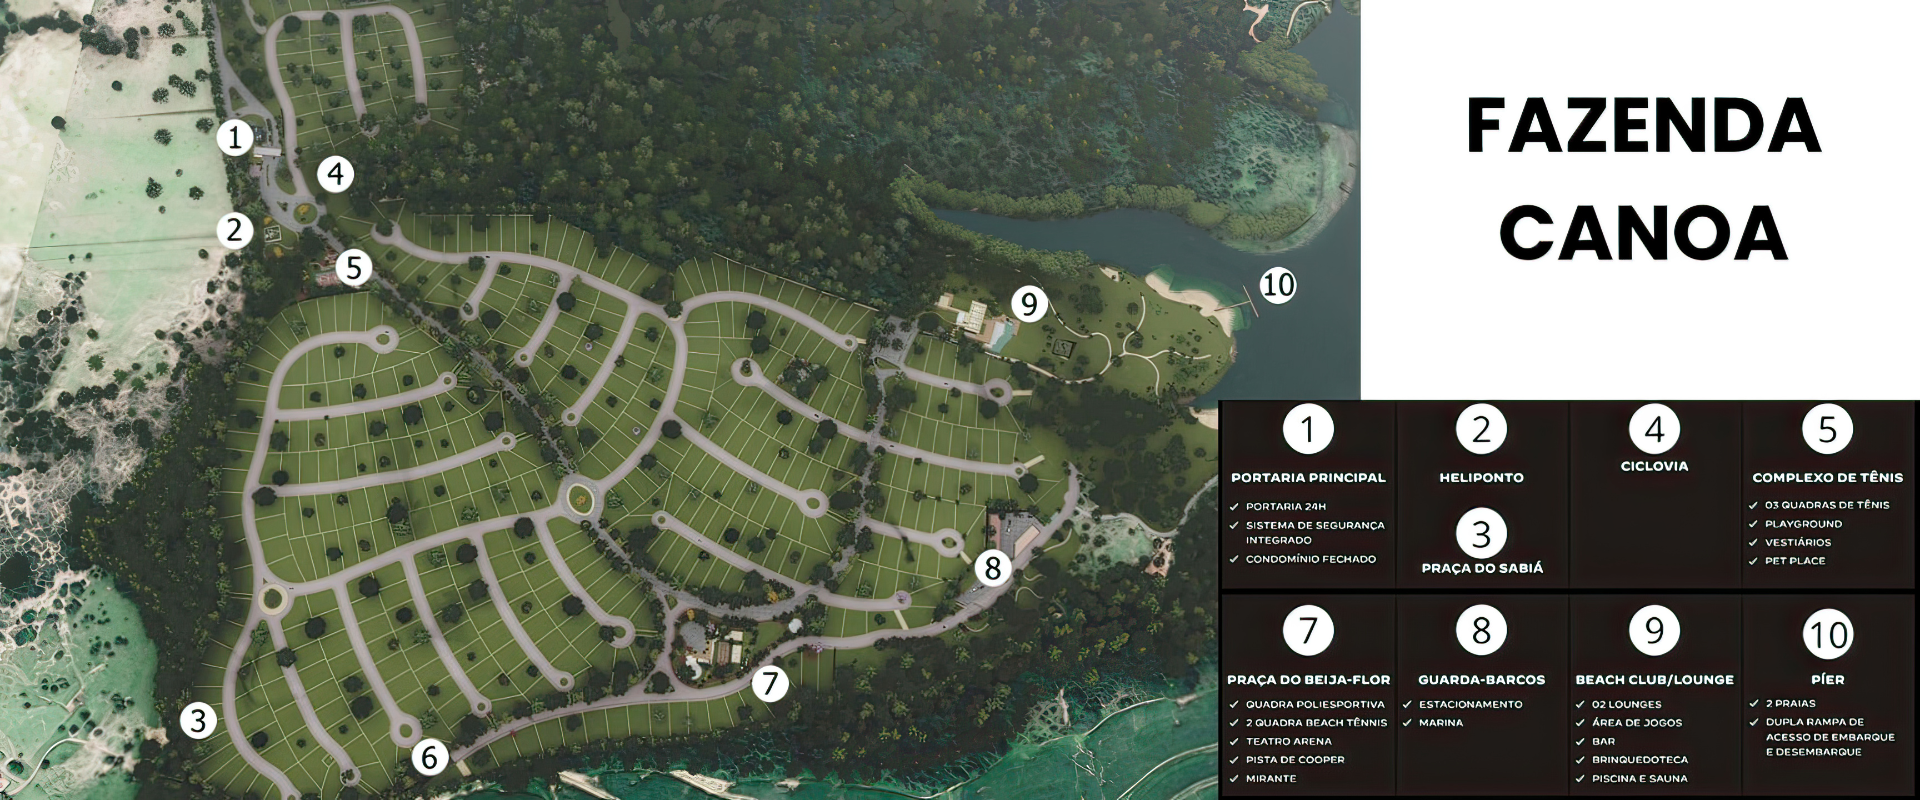 FAZENDA
CANOA
1
4
2
5
9
10
8
7
3
6
1
PORTARIA PRINCIPAL
✓ PORTARIA 24H
✓ SISTEMA DE SEGURANÇA
INTEGRADO
✓ CONDOMÍNIO FECHADO
2
HELIPONTO
3
PRAÇA DO SABIÁ
4
CICLOVIA
5
COMPLEXO DE TÊNIS
✓ 03 QUADRAS DE TÊNIS
✓ PLAYGROUND
✓ VESTIÁRIOS
✓ PET PLACE
7
PRAÇA DO BEIJA-FLOR
✓ QUADRA POLIESPORTIVA
✓ 2 QUADRA BEACH TÊNNIS
✓ TEATRO ARENA
✓ PISTA DE COOPER
✓ MIRANTE
8
GUARDA-BARCOS
✓ ESTACIONAMENTO
✓ MARINA
9
BEACH CLUB/LOUNGE
✓ 02 LOUNGES
✓ ÁREA DE JOGOS
✓ BAR
✓ BRINQUEDOTECA
✓ PISCINA E SAUNA
10
PÍER
✓ 2 PRAIAS
✓ DUPLA RAMPA DE
ACESSO DE EMBARQUE
E DESEMBARQUE